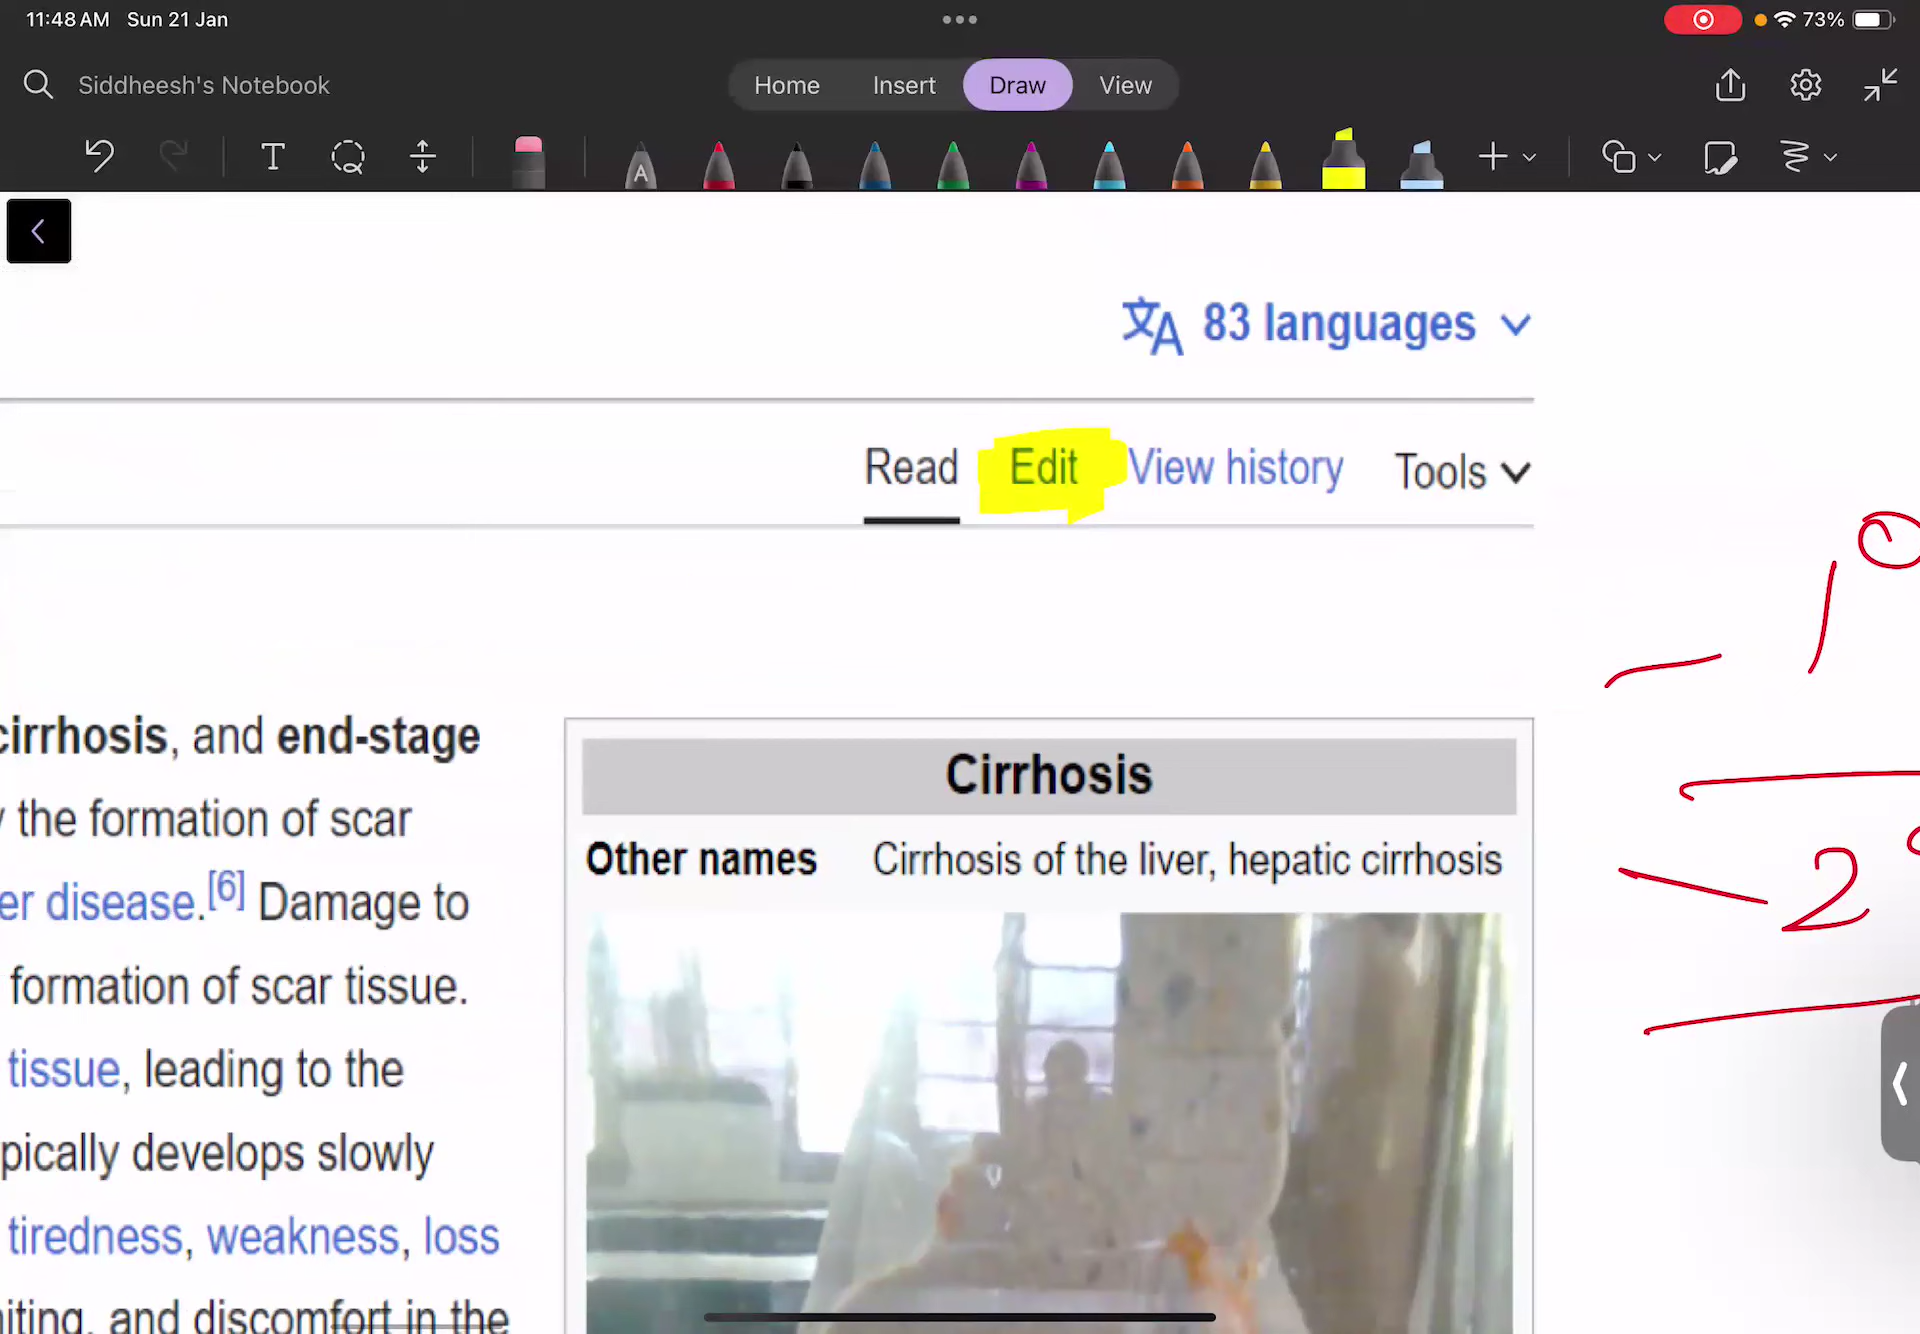 11:48 AM Sun 21 Jan
73%
Siddheesh's Notebook
Home Insert Draw View
T
A
文A 83 languages
Read Edit View history Tools
1°
2°
cirrhosis, and end-stage
the formation of scar
disease.[6] Damage to
formation of scar tissue.
tissue, leading to the
develops slowly
tiredness, weakness, loss
and discomfort in the
Cirrhosis
Other names Cirrhosis of the liver, hepatic cirrhosis